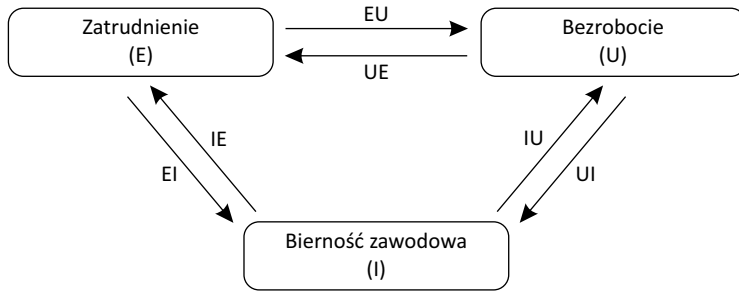 Zatrudnienie
(E)
EU
UE
Bezrobocie
(U)
IE
EI
IU
UI
Bierność zawodowa
(I)